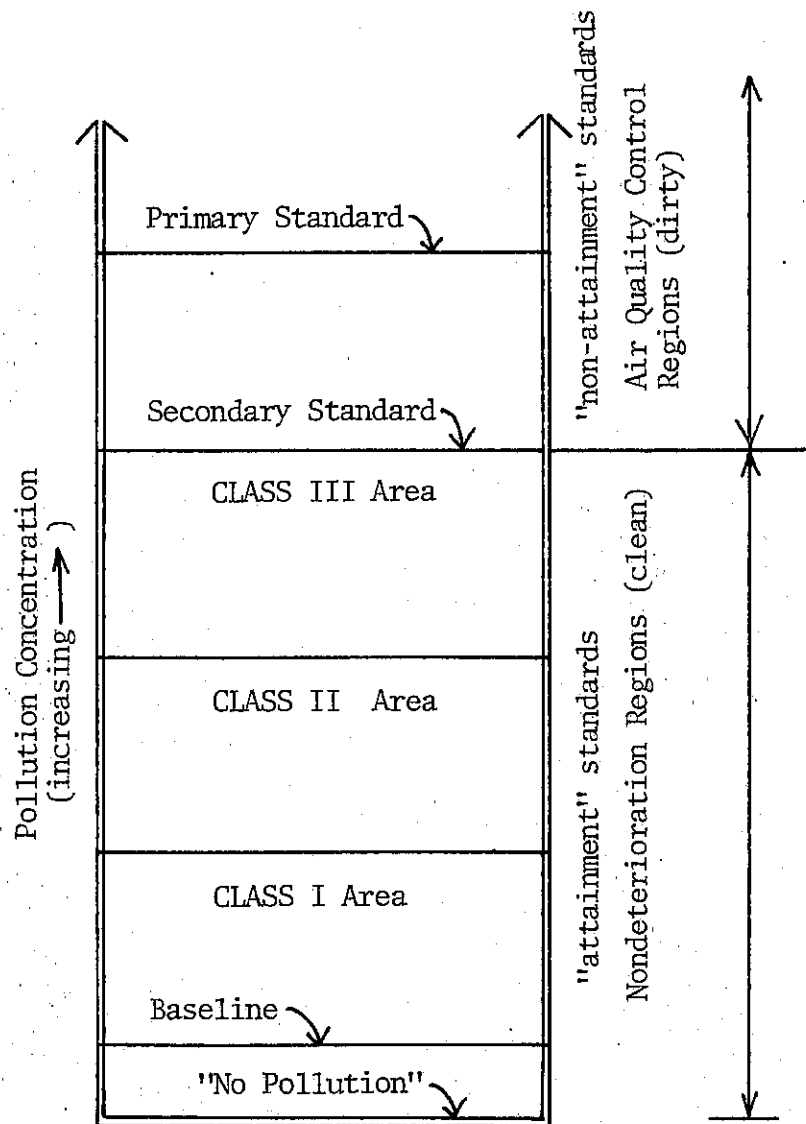 Primary Standard
Secondary Standard
CLASS III Area
CLASS II Area
CLASS I Area
Baseline
"No Pollution"
Pollution Concentration
(increasing → )
"non-attainment" standards
Air Quality Control
Regions (dirty)
"attainment" standards
Nondeterioration Regions (clean)